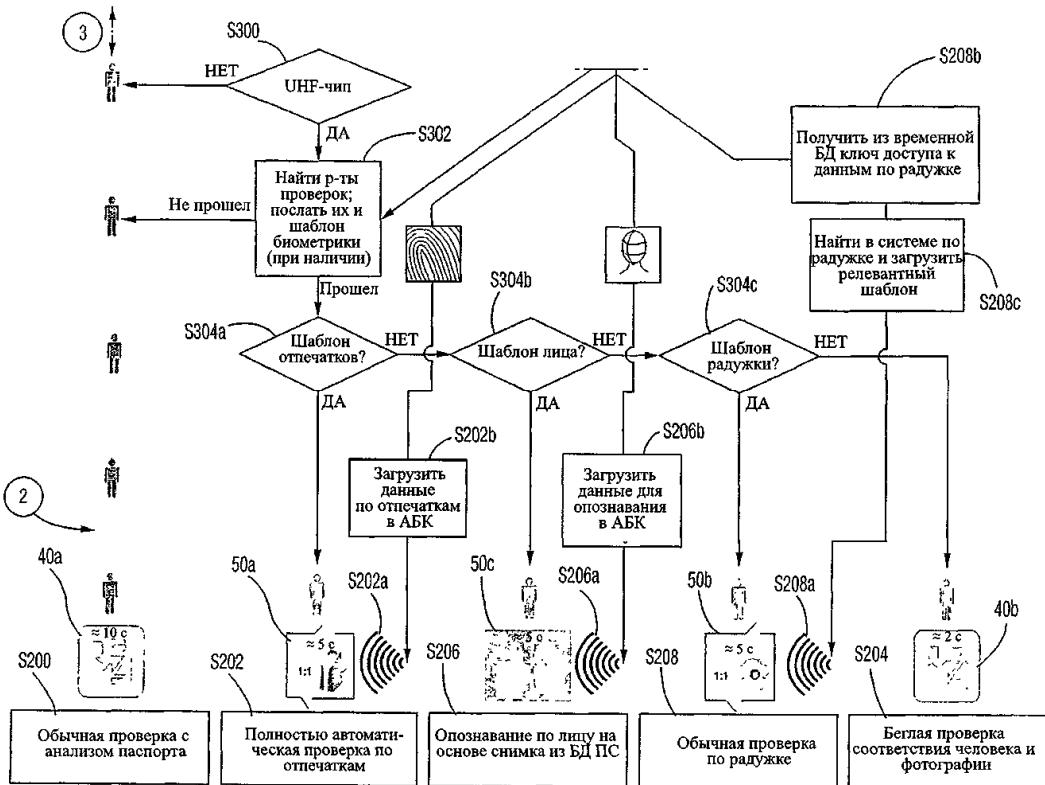 3
S300
НЕТ
UHF-чип
S208b
ДА
S302
Получить из временной
БД ключ доступа к
данным по радужке
Найти р-ты
проверок;
послать их и
шаблон
биометрики
(при наличии)
Не прошел
Найти в системе по
радужке и загрузить
релевантный
шаблон
S208c
Прошел
S304a
S304b
S304c
Шаблон
отпечатков?
НЕТ
Шаблон лица?
НЕТ
Шаблон
радужки?
НЕТ
ДА
ДА
ДА
S202b
S206b
Загрузить
данные
по отпечаткам
в АБК
Загрузить
данные для
опознавания
в АБК
2
40a
50a
S202a
50c
S206a
50b
S208a
40b
≈ 10 с
≈ 5 с
≈ 5 с
≈ 5 с
≈ 2 с
1:1
1:1
S200
S202
S206
S208
S204
Обычная проверка с
анализом паспорта
Полностью автомати-
ческая проверка по
отпечаткам
Опознавание по лицу на
основе снимка из БД ПС
Обычная проверка
по радужке
Беглая проверка
соответствия человека и
фотографии